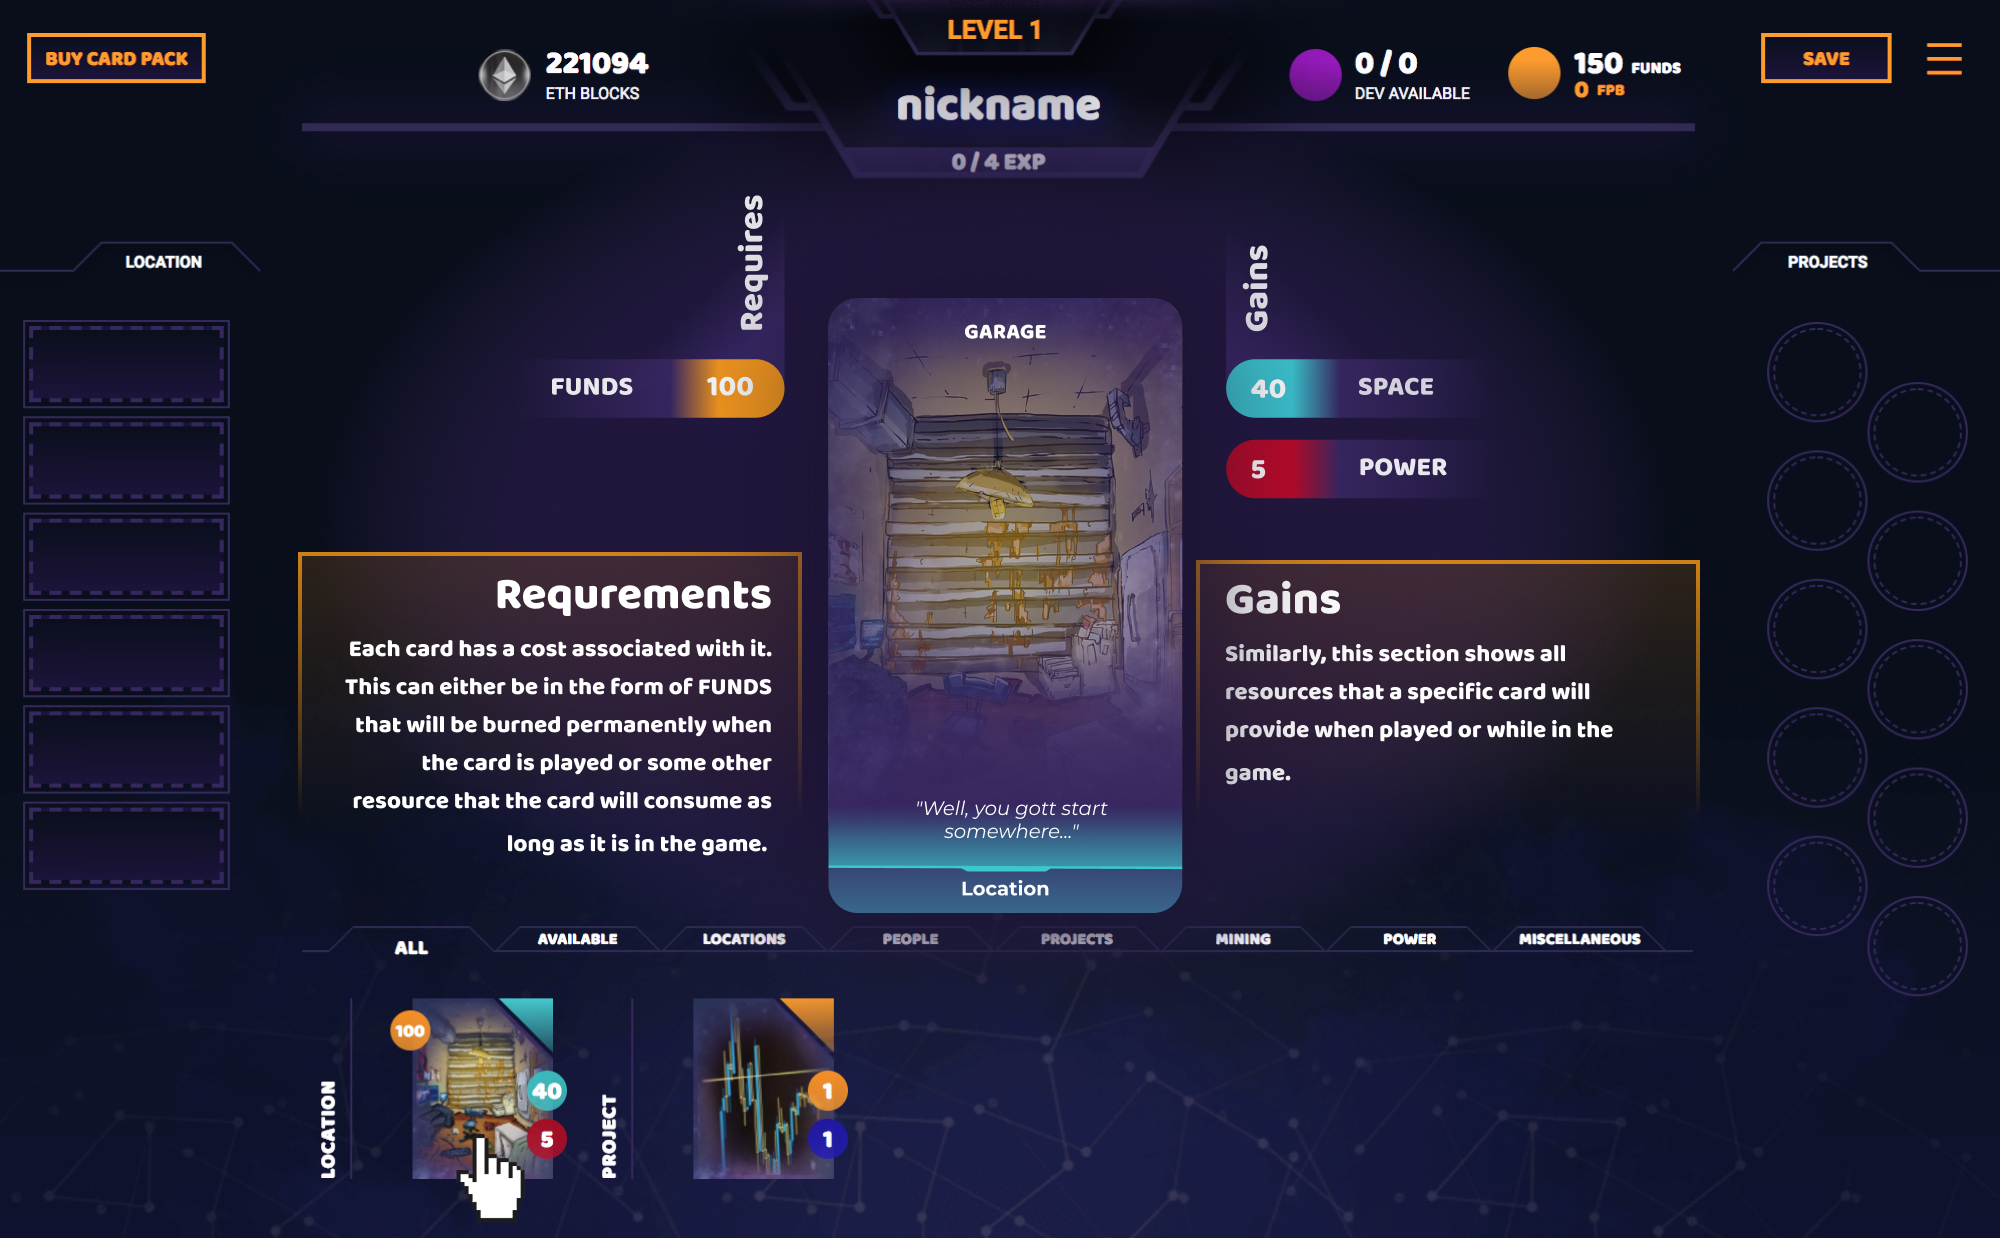 LEVEL 1
BUY CARD PACK
221094
ETH BLOCKS
nickname
0 / 0
DEV AVAILABLE
150 FUNDS
0 FPB
SAVE
0 / 4 EXP
LOCATION
PROJECTS
Requires
FUNDS 100
Gains
40 SPACE
5 POWER
GARAGE
"Well, you gott start
somewhere..."
Location
Requrements
Each card has a cost associated with it.
This can either be in the form of FUNDS
that will be burned permanently when
the card is played or some other
resource that the card will consume as
long as it is in the game.
Gains
Similarly, this section shows all
resources that a specific card will
provide when played or while in the
game.
ALL
AVAILABLE
LOCATIONS
PEOPLE
PROJECTS
MINING
POWER
MISCELLANEOUS
LOCATION
100
40
5
PROJECT
1
1